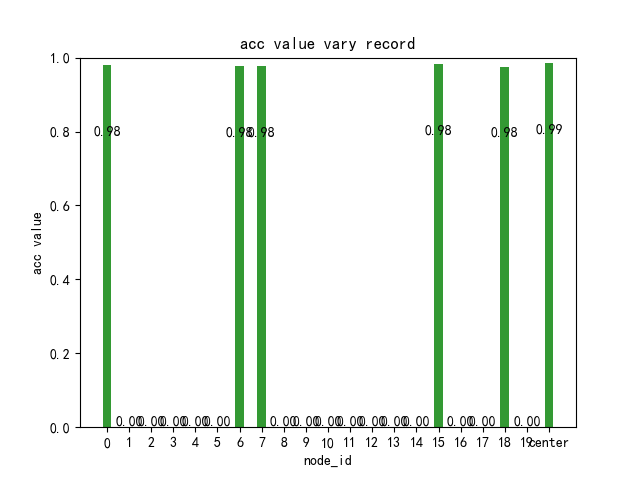 acc value vary record
acc value
1.0
0.8
0.6
0.4
0.2
0.0
0.98 0.98 0.98 0.98 0.98 0.99
0.00 0.00 0.00 0.00 0.00 0.00 0.00 0.00 0.00 0.00 0.00 0.00 0.00 0.00 0.00
0 1 2 3 4 5 6 7 8 9 10 11 12 13 14 15 16 17 18 19 center
node_id